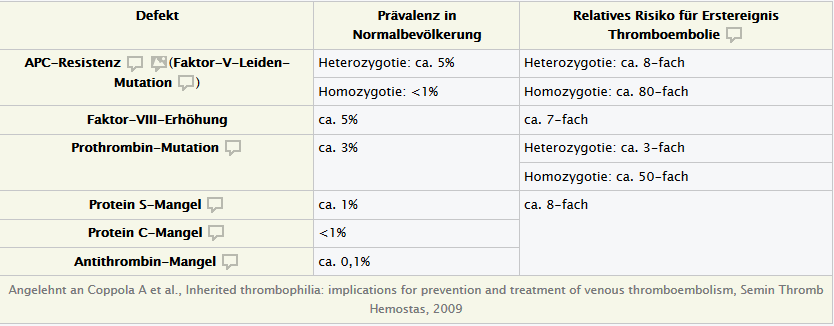 Defekt
Prävalenz in
Normalbevölkerung
Relatives Risiko für Erstereignis
Thromboembolie
APC-Resistenz (Faktor-V-Leiden-
Mutation )
Heterozygotie: ca. 5%
Heterozygotie: ca. 8-fach
Homozygotie: <1%
Homozygotie: ca. 80-fach
Faktor-VIII-Erhöhung
ca. 5%
ca. 7-fach
Prothrombin-Mutation
ca. 3%
Heterozygotie: ca. 3-fach
Homozygotie: ca. 50-fach
Protein S-Mangel
ca. 1%
ca. 8-fach
Protein C-Mangel
<1%
Antithrombin-Mangel
ca. 0,1%
Angelehnt an Coppola A et al., Inherited thrombophilia: implications for prevention and treatment of venous thromboembolism, Semin Thromb
Hemostas, 2009